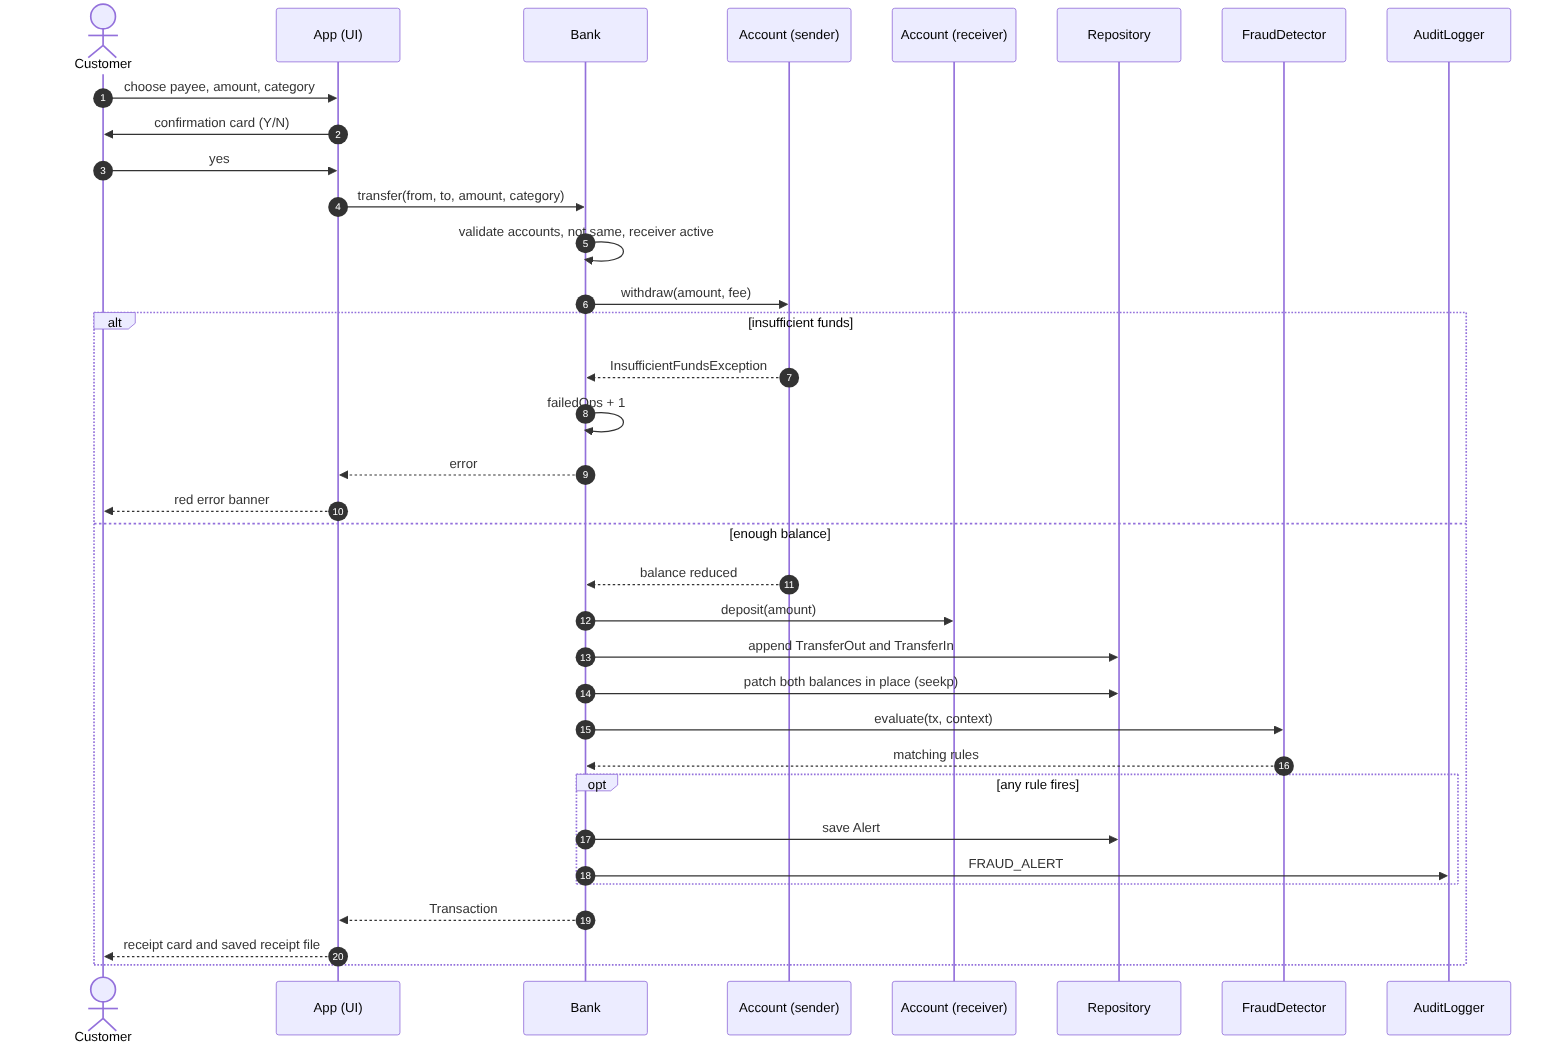 Customer
App (UI)
Bank
Account (sender)
Account (receiver)
Repository
FraudDetector
AuditLogger
1 choose payee, amount, category
confirmation card (Y/N) 2
3 yes
4 transfer(from, to, amount, category)
validate accounts, not same, receiver active
5
6 withdraw(amount, fee)
alt [insufficient funds]
InsufficientFundsException 7
failedOps + 1
8
error 9
red error banner 10
[enough balance]
balance reduced 11
12 deposit(amount)
13 append TransferOut and TransferIn
14 patch both balances in place (seekp)
15 evaluate(tx, context)
matching rules 16
opt [any rule fires]
17 save Alert
18 FRAUD_ALERT
Transaction 19
receipt card and saved receipt file 20
Customer
App (UI)
Bank
Account (sender)
Account (receiver)
Repository
FraudDetector
AuditLogger